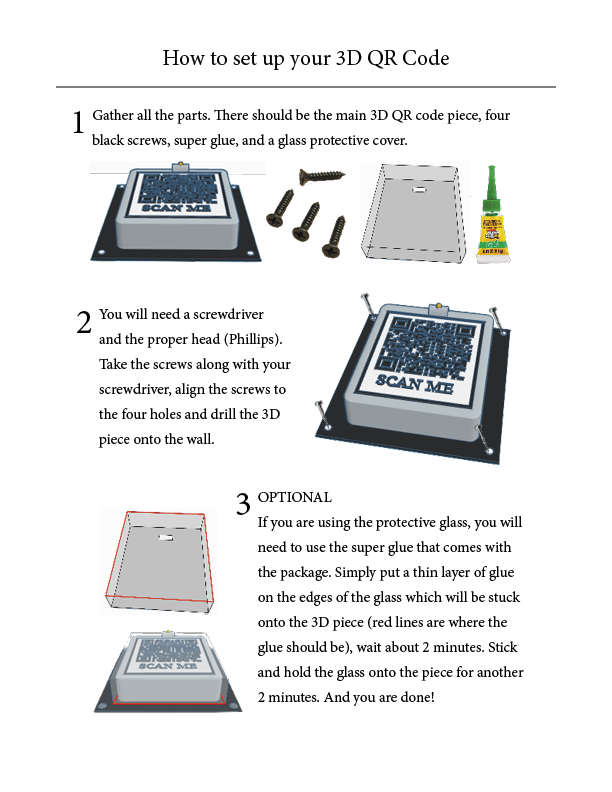 How to set up your 3D QR Code
1
Gather all the parts. There should be the main 3D QR code piece, four
black screws, super glue, and a glass protective cover.
SCAN ME
2
You will need a screwdriver
and the proper head (Phillips).
Take the screws along with your
screwdriver, align the screws to
the four holes and drill the 3D
piece onto the wall.
SCAN ME
3
OPTIONAL
If you are using the protective glass, you will
need to use the super glue that comes with
the package. Simply put a thin layer of glue
on the edges of the glass which will be stuck
onto the 3D piece (red lines are where the
glue should be), wait about 2 minutes. Stick
and hold the glass onto the piece for another
2 minutes. And you are done!
SCAN ME